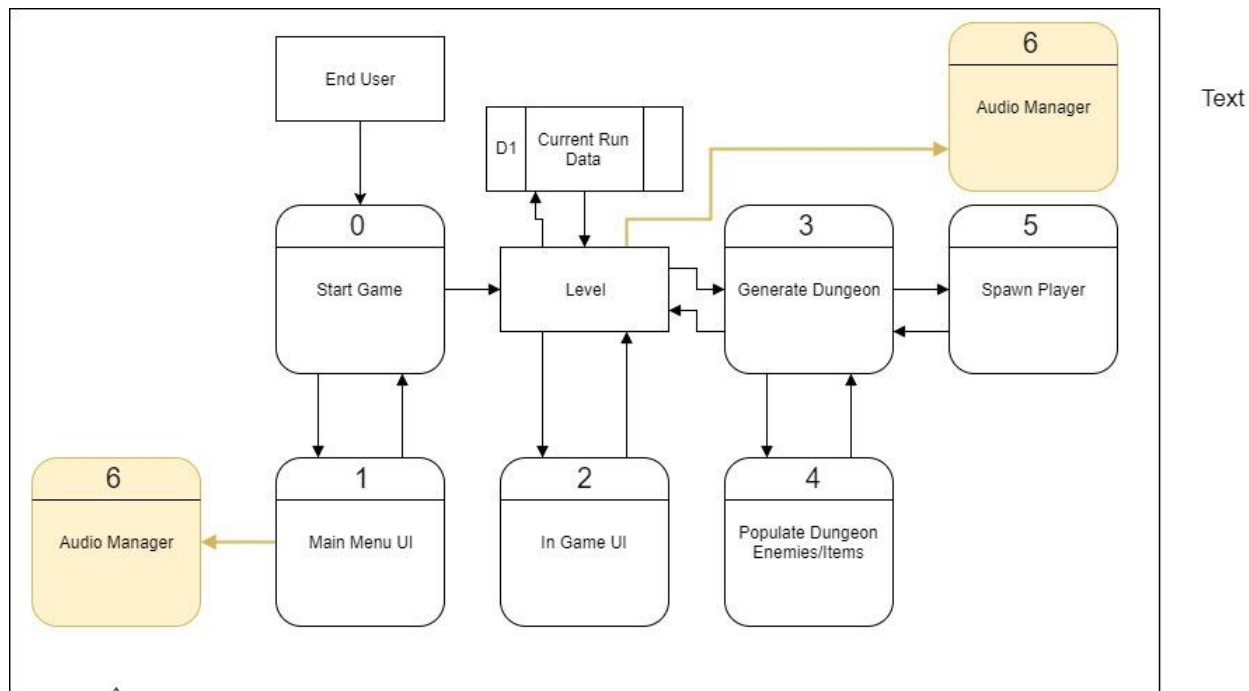 6
Audio Manager
Text
End User
D1
Current Run
Data
0
Start Game
Level
3
Generate Dungeon
5
Spawn Player
6
Audio Manager
1
Main Menu UI
2
In Game UI
4
Populate Dungeon
Enemies/Items